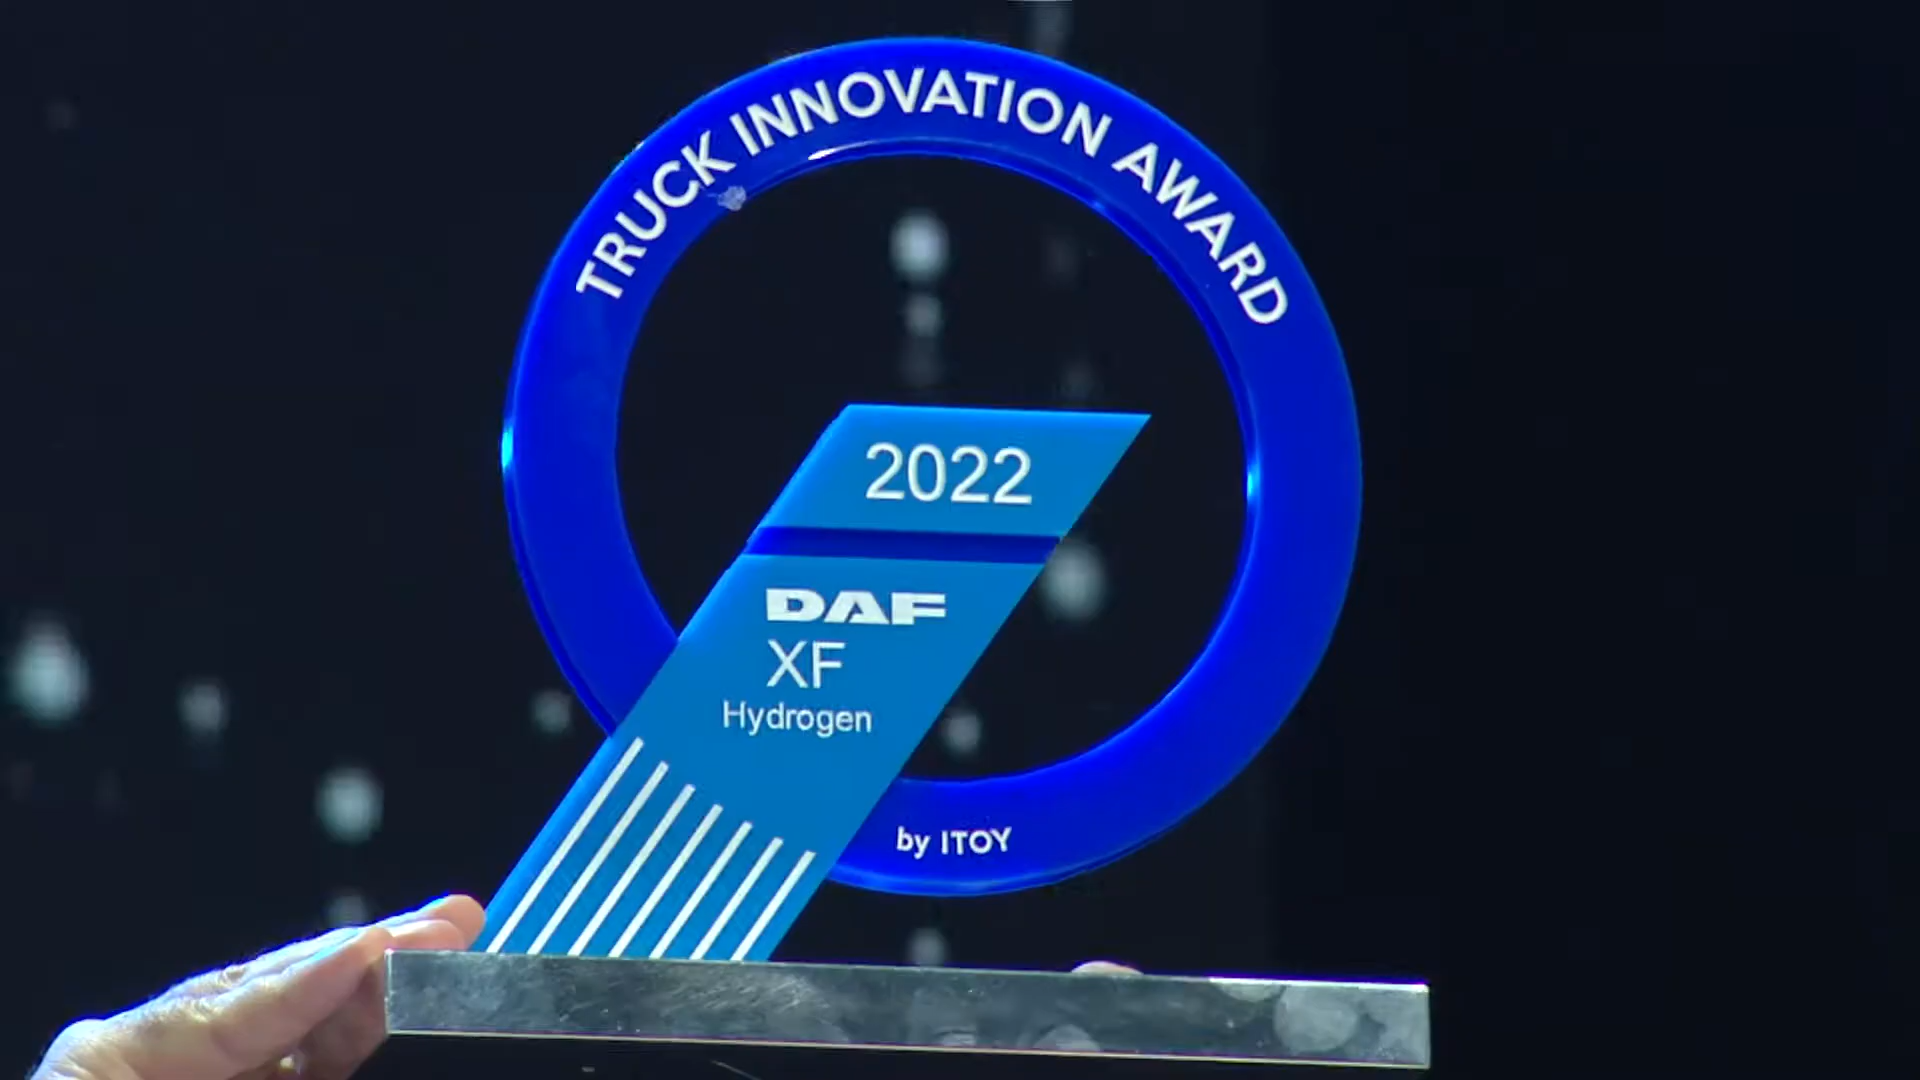 TRUCK INNOVATION AWARD
2022
DAF
XF
Hydrogen
by ITOY